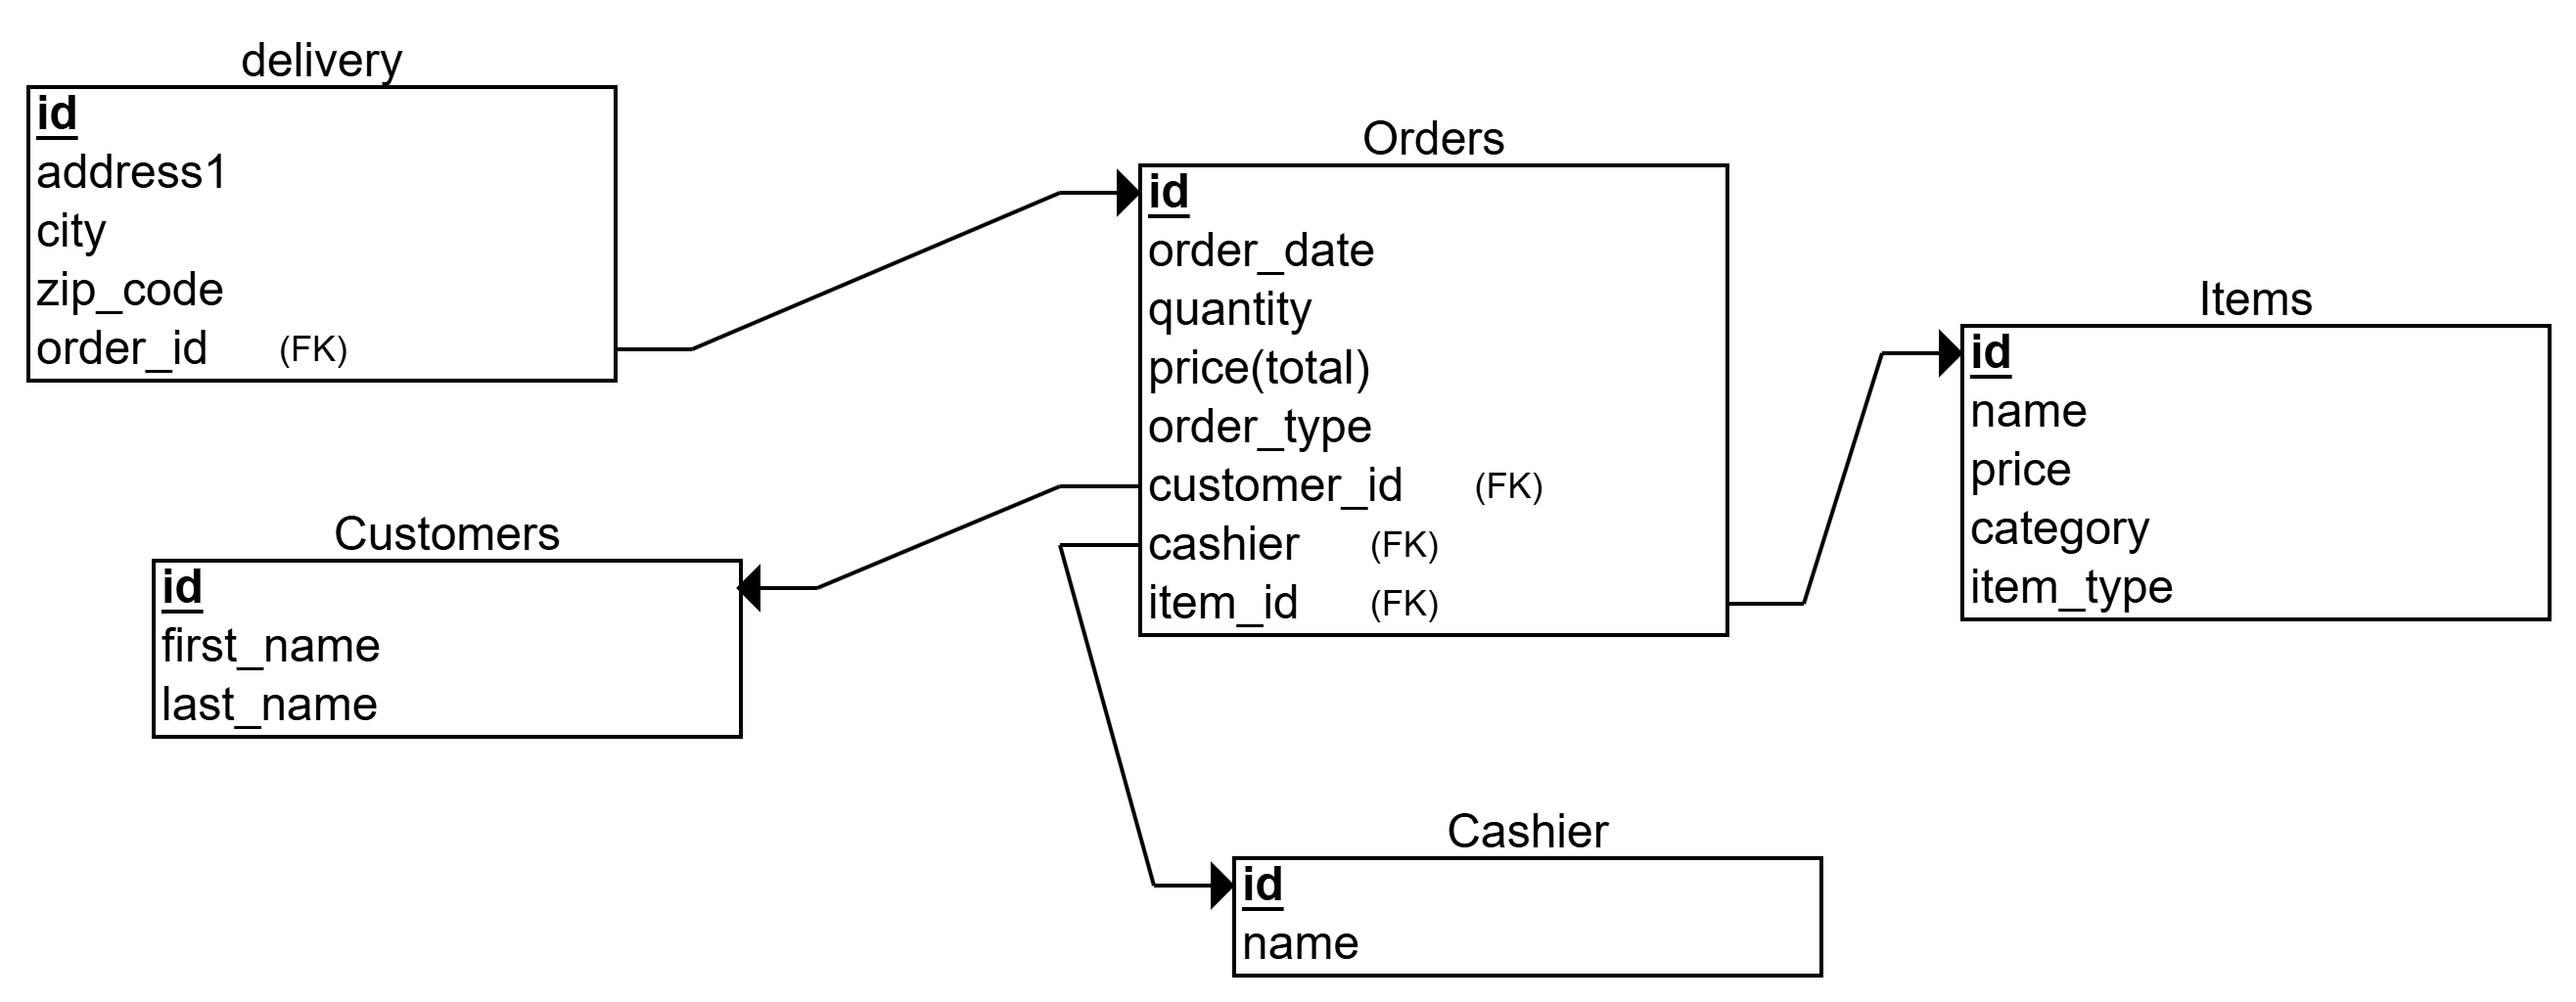 delivery
id
address1
city
zip_code
order_id (FK)
Orders
id
order_date
quantity
price(total)
order_type
customer_id (FK)
cashier (FK)
item_id (FK)
Items
id
name
price
category
item_type
Customers
id
first_name
last_name
Cashier
id
name